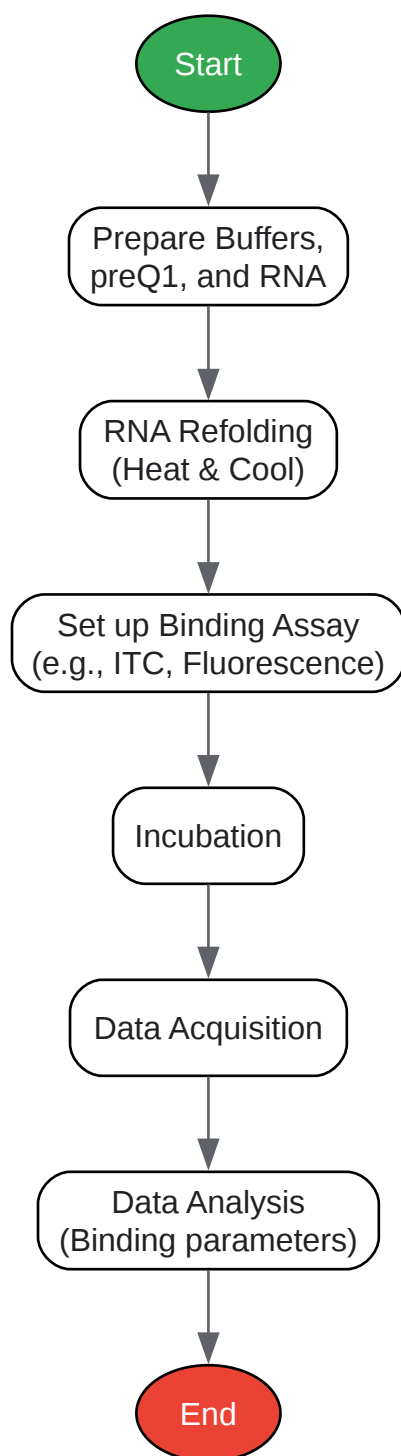 Start
Prepare Buffers,
preQ1, and RNA
RNA Refolding
(Heat & Cool)
Set up Binding Assay
(e.g., ITC, Fluorescence)
Incubation
Data Acquisition
Data Analysis
(Binding parameters)
End